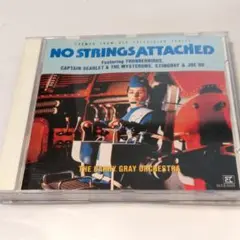 THEMES FROM THE TELEVISION SERIES
NO STRINGS ATTACHED
Featuring THUNDERBIRDS,
CAPTAIN SCARLET & THE MYSTERONS, STINGRAY & JOE 90
THE BARRY GRAY ORCHESTRA